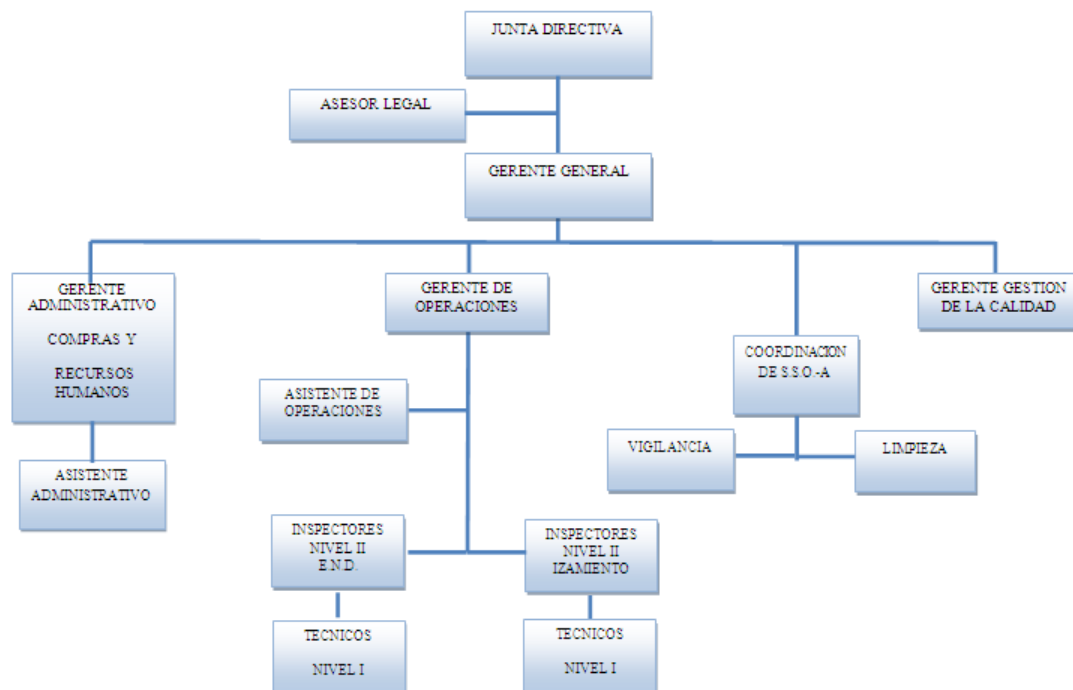 JUNTA DIRECTIVA
ASESOR LEGAL
GERENTE GENERAL
GERENTE
ADMINISTRATIVO
COMPRAS Y
RECURSOS
HUMANOS
GERENTE DE
OPERACIONES
GERENTE GESTION
DE LA CALIDAD
COORDINACION
DE S.S.O.-A
ASISTENTE DE
OPERACIONES
VIGILANCIA
LIMPIEZA
ASISTENTE
ADMINISTRATIVO
INSPECTORES
NIVEL II
E.N.D.
INSPECTORES
NIVEL II
IZAMIENTO
TECNICOS
NIVEL I
TECNICOS
NIVEL I